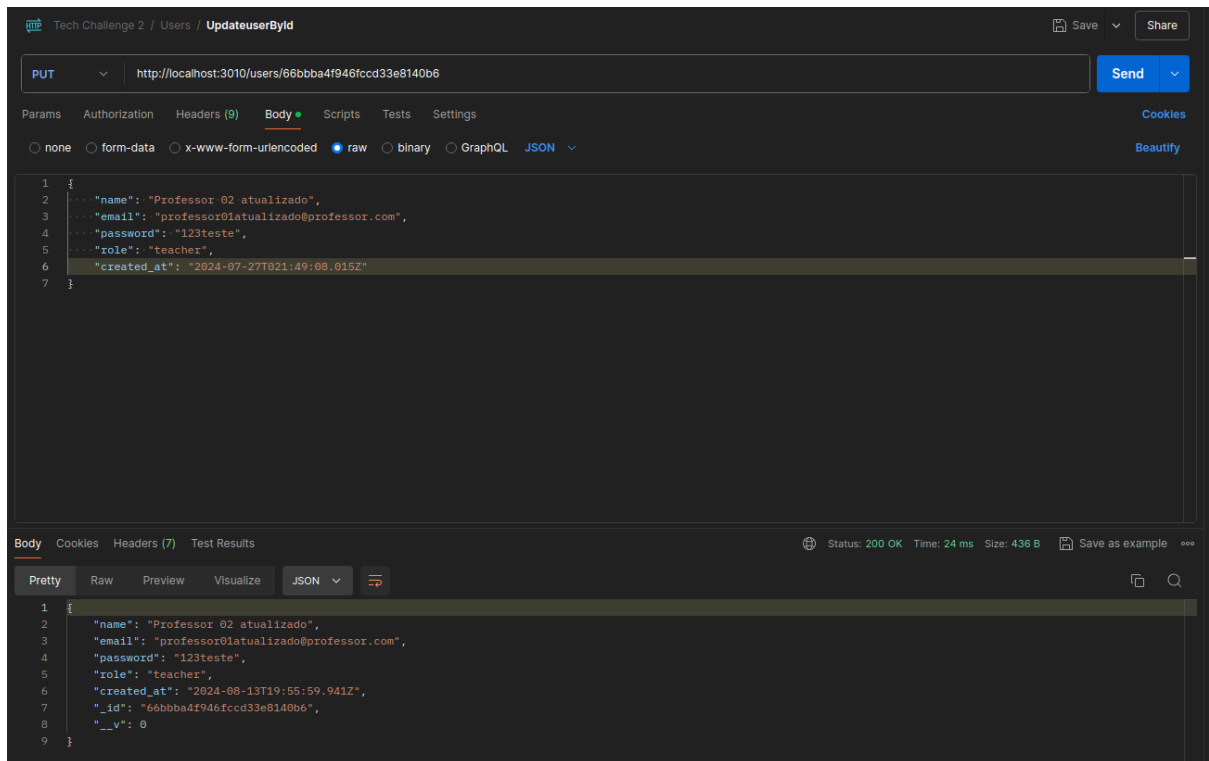 HTTP Tech Challenge 2 / Users / UpdateuserById Save Share
PUT http://localhost:3010/users/66bbba4f946fccd33e8140b6 Send
Params Authorization Headers (9) Body Scripts Tests Settings Cookies
none form-data x-www-form-urlencoded raw binary GraphQL JSON Beautify
1 {
2 "name": "Professor 02 atualizado",
3 "email": "professor01atualizado@professor.com",
4 "password": "123teste",
5 "role": "teacher",
6 "created_at": "2024-07-27T021:49:08.015Z"
7 }
Body Cookies Headers (7) Test Results Status: 200 OK Time: 24 ms Size: 436 B Save as example
Pretty Raw Preview Visualize JSON
1 {
2 "name": "Professor 02 atualizado",
3 "email": "professor01atualizado@professor.com",
4 "password": "123teste",
5 "role": "teacher",
6 "created_at": "2024-08-13T19:55:59.941Z",
7 "_id": "66bbba4f946fccd33e8140b6",
8 "__v": 0
9 }